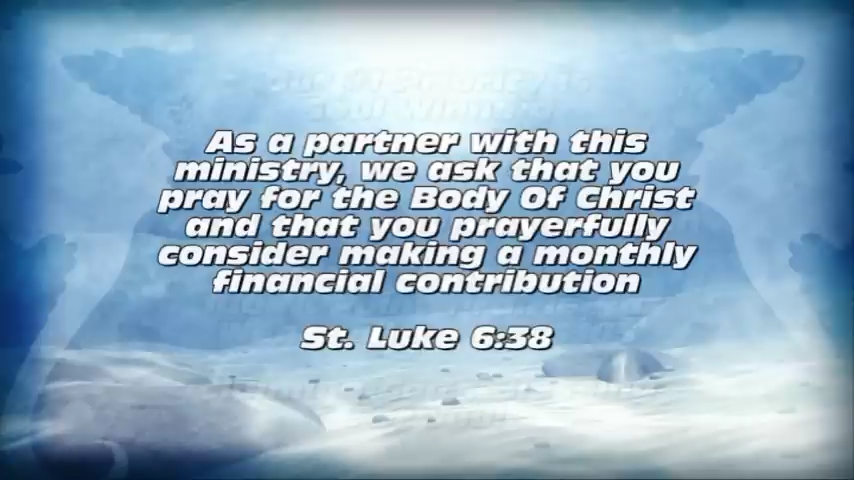 As a partner with this
ministry, we ask that you
pray for the Body Of Christ
and that you prayerfully
consider making a monthly
financial contribution
St. Luke 6:38